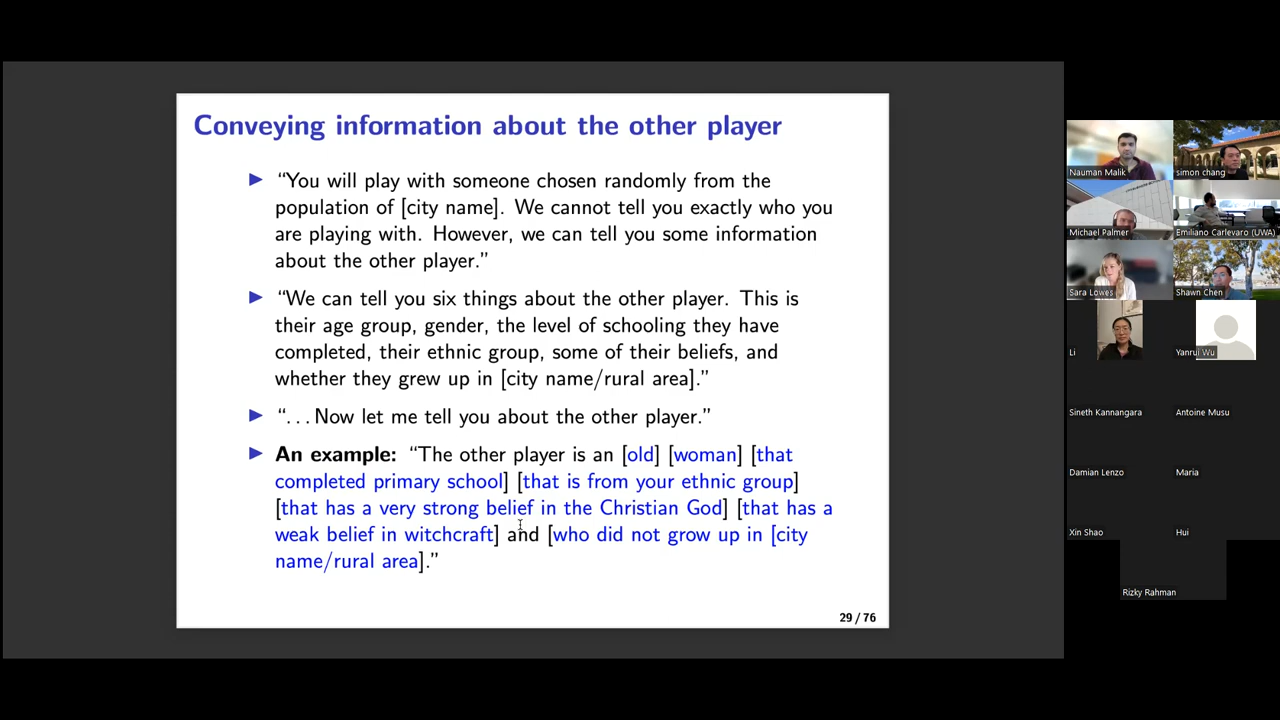 Conveying information about the other player
“You will play with someone chosen randomly from the
population of [city name]. We cannot tell you exactly who you
are playing with. However, we can tell you some information
about the other player.”
“We can tell you six things about the other player. This is
their age group, gender, the level of schooling they have
completed, their ethnic group, some of their beliefs, and
whether they grew up in [city name/rural area].”
“. . . Now let me tell you about the other player.”
An example: “The other player is an [old] [woman] [that
completed primary school] [that is from your ethnic group]
[that has a very strong belief in the Christian God] [that has a
weak belief in witchcraft] and [who did not grow up in [city
name/rural area].”
29 / 76
Nauman Malik
simon chang
Michael Palmer
Emiliano Carlevaro (UWA)
Sara Lowes
Shawn Chen
Li
Yanrui Wu
Sineth Kannangara
Antoine Musu
Damian Lenzo
Maria
Xin Shao
Hui
Rizky Rahman